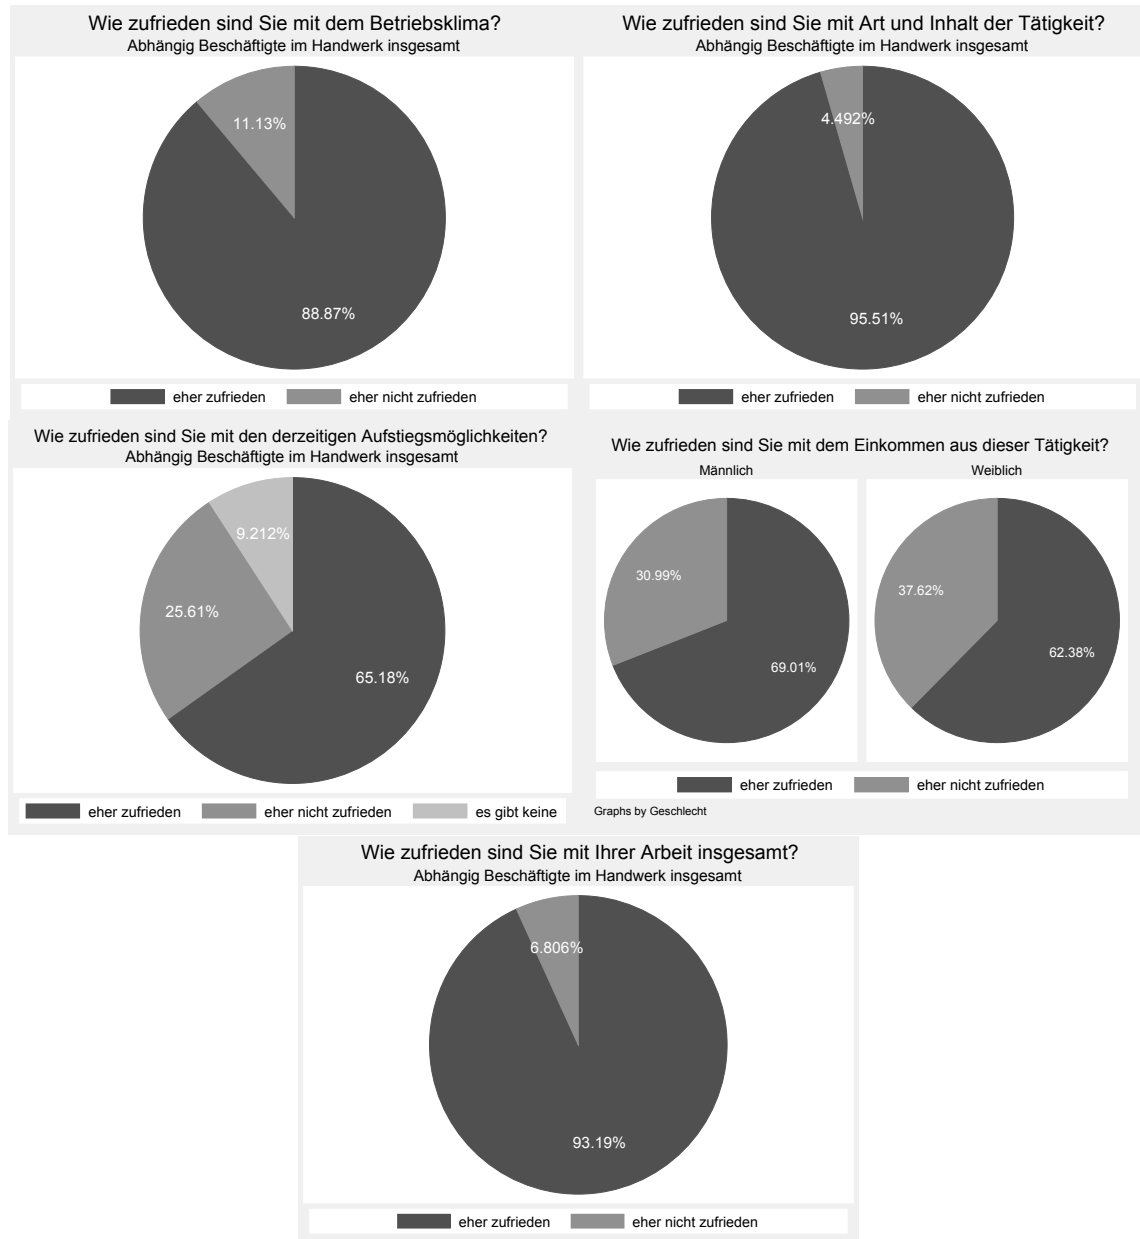 Wie zufrieden sind Sie mit dem Betriebsklima?
Abhängig Beschäftigte im Handwerk insgesamt
11.13%
88.87%
eher zufrieden
eher nicht zufrieden
Wie zufrieden sind Sie mit Art und Inhalt der Tätigkeit?
Abhängig Beschäftigte im Handwerk insgesamt
4.492%
95.51%
eher zufrieden
eher nicht zufrieden
Wie zufrieden sind Sie mit den derzeitigen Aufstiegsmöglichkeiten?
Abhängig Beschäftigte im Handwerk insgesamt
9.212%
25.61%
65.18%
eher zufrieden
eher nicht zufrieden
es gibt keine
Wie zufrieden sind Sie mit dem Einkommen aus dieser Tätigkeit?
Männlich
Weiblich
30.99%
69.01%
37.62%
62.38%
eher zufrieden
eher nicht zufrieden
Graphs by Geschlecht
Wie zufrieden sind Sie mit Ihrer Arbeit insgesamt?
Abhängig Beschäftigte im Handwerk insgesamt
6.806%
93.19%
eher zufrieden
eher nicht zufrieden